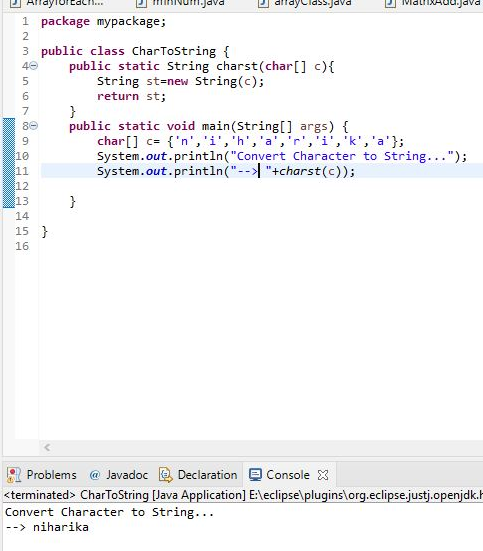 ArrayforEach...
minNum.java
arrayClass.java
MatrixAdd.java
1 package mypackage;
2
3 public class CharToString {
4 public static String charst(char[] c){
5 String st=new String(c);
6 return st;
7 }
8 public static void main(String[] args) {
9 char[] c= {'n','i','h','a','r','i','k','a'};
10 System.out.println("Convert Character to String...");
11 System.out.println("--> "+charst(c));
12
13 }
14
15 }
16
Problems @ Javadoc Declaration Console
<terminated> CharToString [Java Application] E:\eclipse\plugins\org.eclipse.justj.openjdk.h
Convert Character to String...
--> niharika